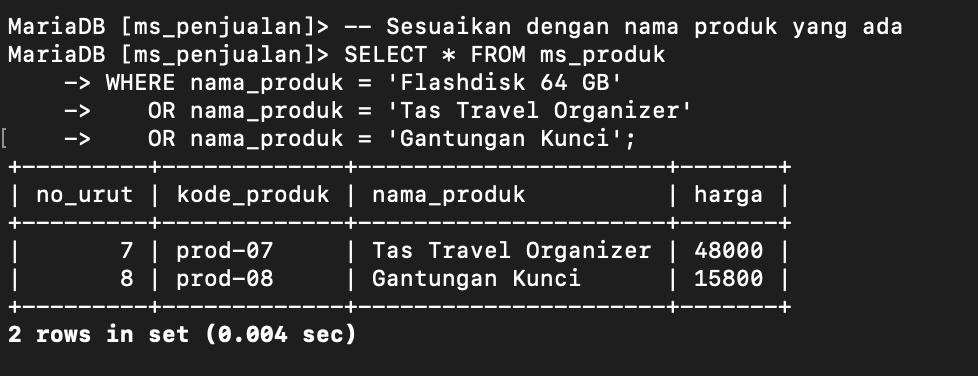 MariaDB [ms_penjualan]> -- Sesuaikan dengan nama produk yang ada
MariaDB [ms_penjualan]> SELECT * FROM ms_produk
    -> WHERE nama_produk = 'Flashdisk 64 GB'
    ->    OR nama_produk = 'Tas Travel Organizer'
[    ->    OR nama_produk = 'Gantungan Kunci';
+---------+-------------+----------------------+-------+
| no_urut | kode_produk | nama_produk          | harga |
+---------+-------------+----------------------+-------+
|       7 | prod-07     | Tas Travel Organizer | 48000 |
|       8 | prod-08     | Gantungan Kunci      | 15800 |
+---------+-------------+----------------------+-------+
2 rows in set (0.004 sec)